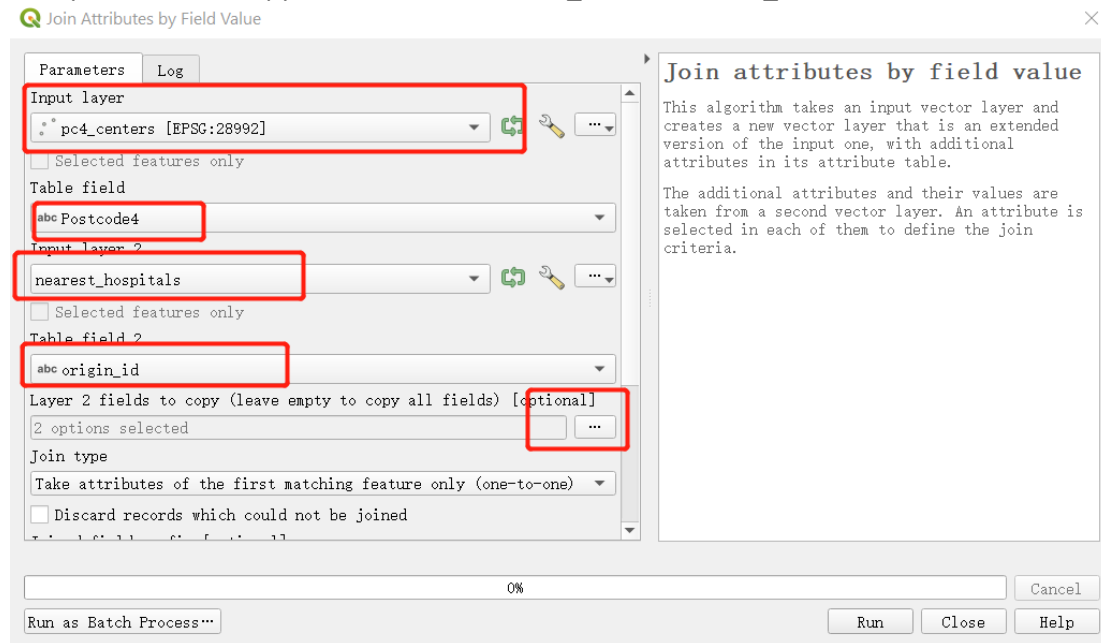 Join Attributes by Field Value
Parameters
Log
Input layer
pc4_centers [EPSG:28992]
Selected features only
Table field
abc Postcode4
Input layer 2
nearest_hospitals
Selected features only
Table field 2
abc origin_id
Layer 2 fields to copy (leave empty to copy all fields) [optional]
2 options selected
Join type
Take attributes of the first matching feature only (one-to-one)
Discard records which could not be joined
Join attributes by field value
This algorithm takes an input vector layer and
creates a new vector layer that is an extended
version of the input one, with additional
attributes in its attribute table.
The additional attributes and their values are
taken from a second vector layer. An attribute is
selected in each of them to define the join
criteria.
0%
Cancel
Run as Batch Process…
Run
Close
Help